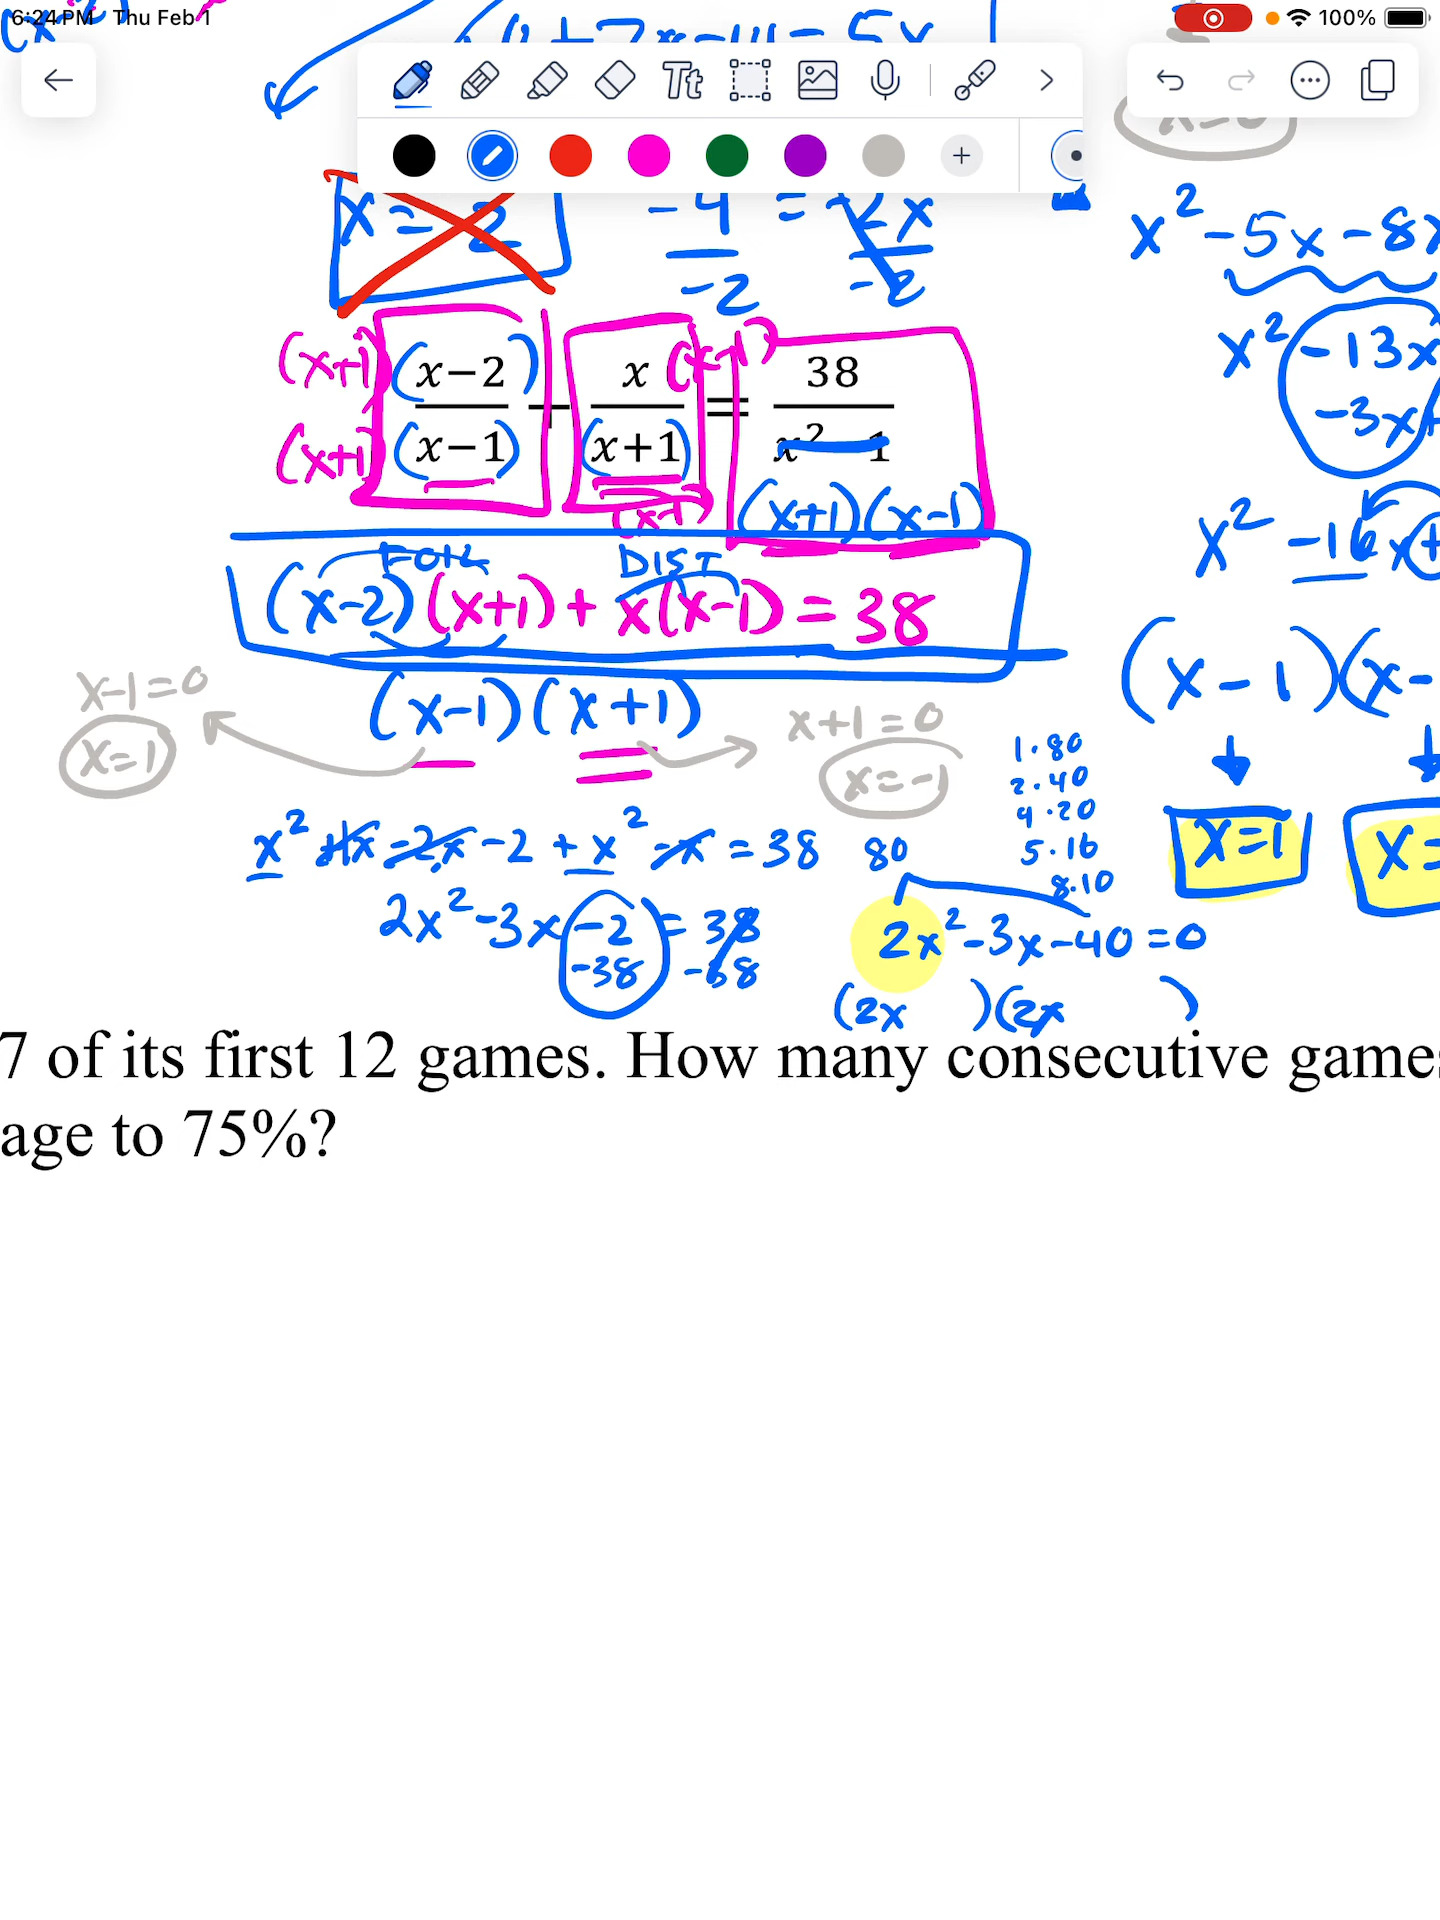 6:24 PM Thu Feb 1
100%
Tt
x = 2
-4 = -2x
-2 -2
x² - 5x - 8x
x² - 13x
-3x+
x² - 16x +
(x - 1)(x -
x = 1
x =
(x+1) (x-2) + x (x-1) = 38
(x+1) (x-1) (x+1) (x-1) x² - 1
(x+1)(x-1)
FOIL DIST
(x-2)(x+1) + x(x-1) = 38
(x-1)(x+1)
x-1=0
x=1
x+1=0
x=-1
1·80
2·40
4·20
5·16
8·10
x² +1x -2x -2 + x² -x = 38
80
2x² -3x -2 = 38
-38 -38
2x² -3x -40 = 0
(2x )(2x )
7 of its first 12 games. How many consecutive game
age to 75%?